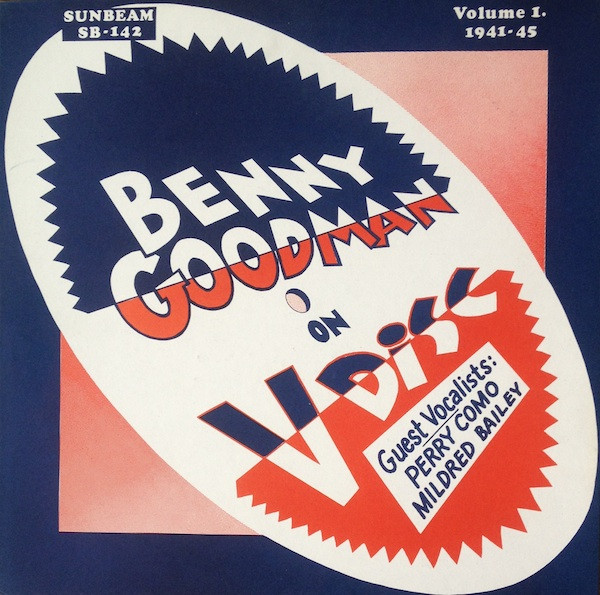 SUNBEAM
SB-142
Volume 1.
1941-45
BENNY
GOODMAN
ON
V DiSC
Guest Vocalists:
PERRY COMO
MILDRED BAILEY